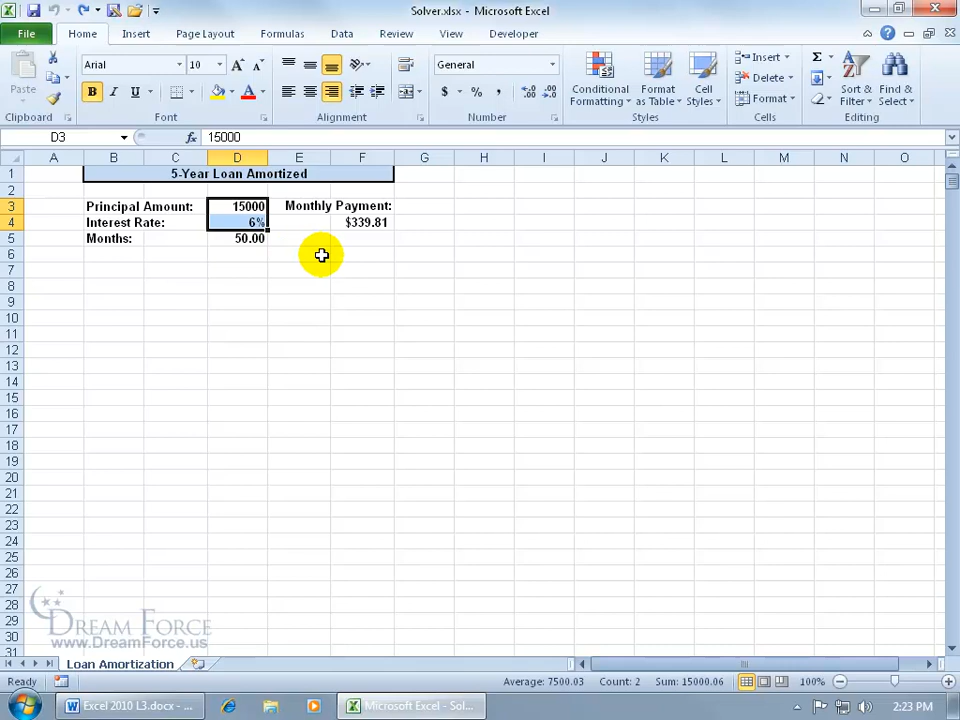 Solver.xlsx - Microsoft Excel
File Home Insert Page Layout Formulas Data Review View Developer
Arial 10 General Insert
Paste B I U $ % , .00 .00 Conditional Formatting Format as Table Cell Styles Delete Format Sort & Filter Find & Select
Clipboard Font Alignment Number Styles Cells Editing
D3 fx 15000
A B C D E F G H I J K L M N O
1 5-Year Loan Amortized
2
3 Principal Amount: 15000 Monthly Payment:
4 Interest Rate: 6% $339.81
5 Months: 50.00
6
7
8
9
10
11
12
13
14
15
16
17
18
19
20
21
22
23
24
25
26
27
28
29
30
31
Dream Force
www.DreamForce.us
Loan Amortization
Ready Average: 7500.03 Count: 2 Sum: 15000.06 100%
Excel 2010 L3.docx - ... Microsoft Excel - Sol... 2:23 PM